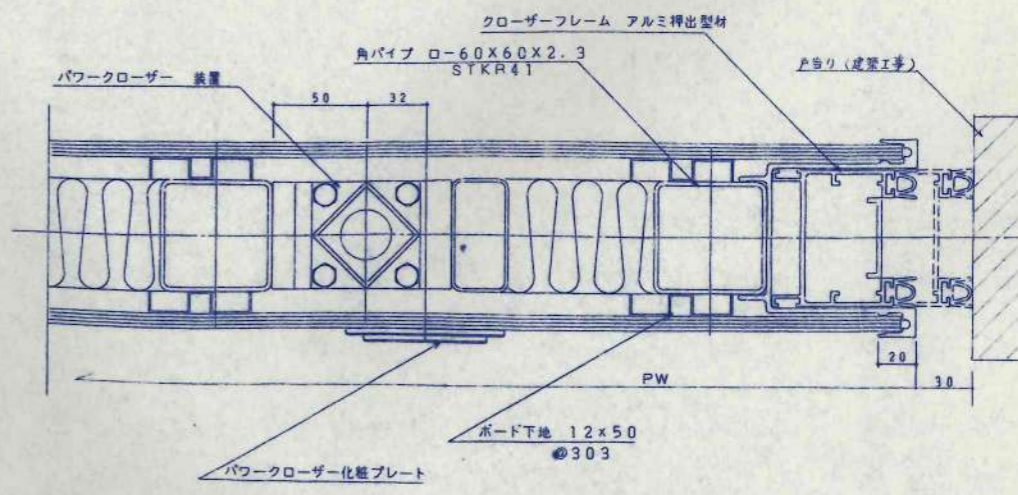 クローザーフレーム アルミ押出型材
角パイプ ロ-60X60X2.3
STKR41
戸当り(建築工事)
パワークローザー 装置
50
32
20
PW
30
ボード下地 12×50
@303
パワークローザー化粧プレート